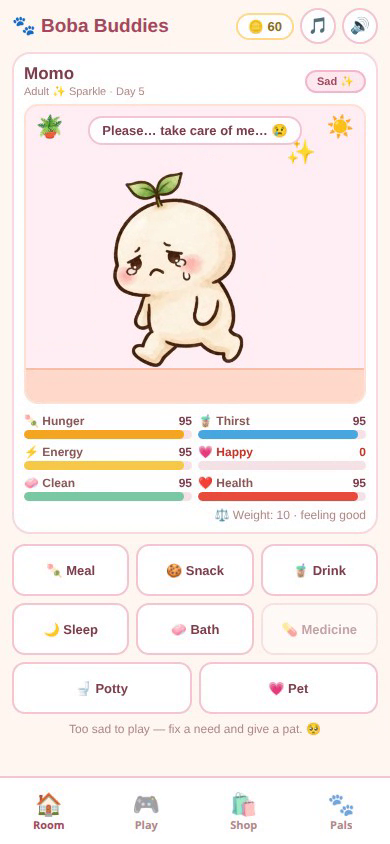 🐾 Boba Buddies 🪙 60 🎵 🔊
Momo
Adult ✨ Sparkle · Day 5
Sad ✨
Please… take care of me… 😢
🍡 Hunger 95
🧋 Thirst 95
⚡ Energy 95
💗 Happy 0
🧼 Clean 95
❤️ Health 95
⚖️ Weight: 10 · feeling good
🍡 Meal
🍪 Snack
🧋 Drink
🌙 Sleep
🧼 Bath
💊 Medicine
🚽 Potty
💗 Pet
Too sad to play — fix a need and give a pat. 🥺
Room
Play
Shop
Pals